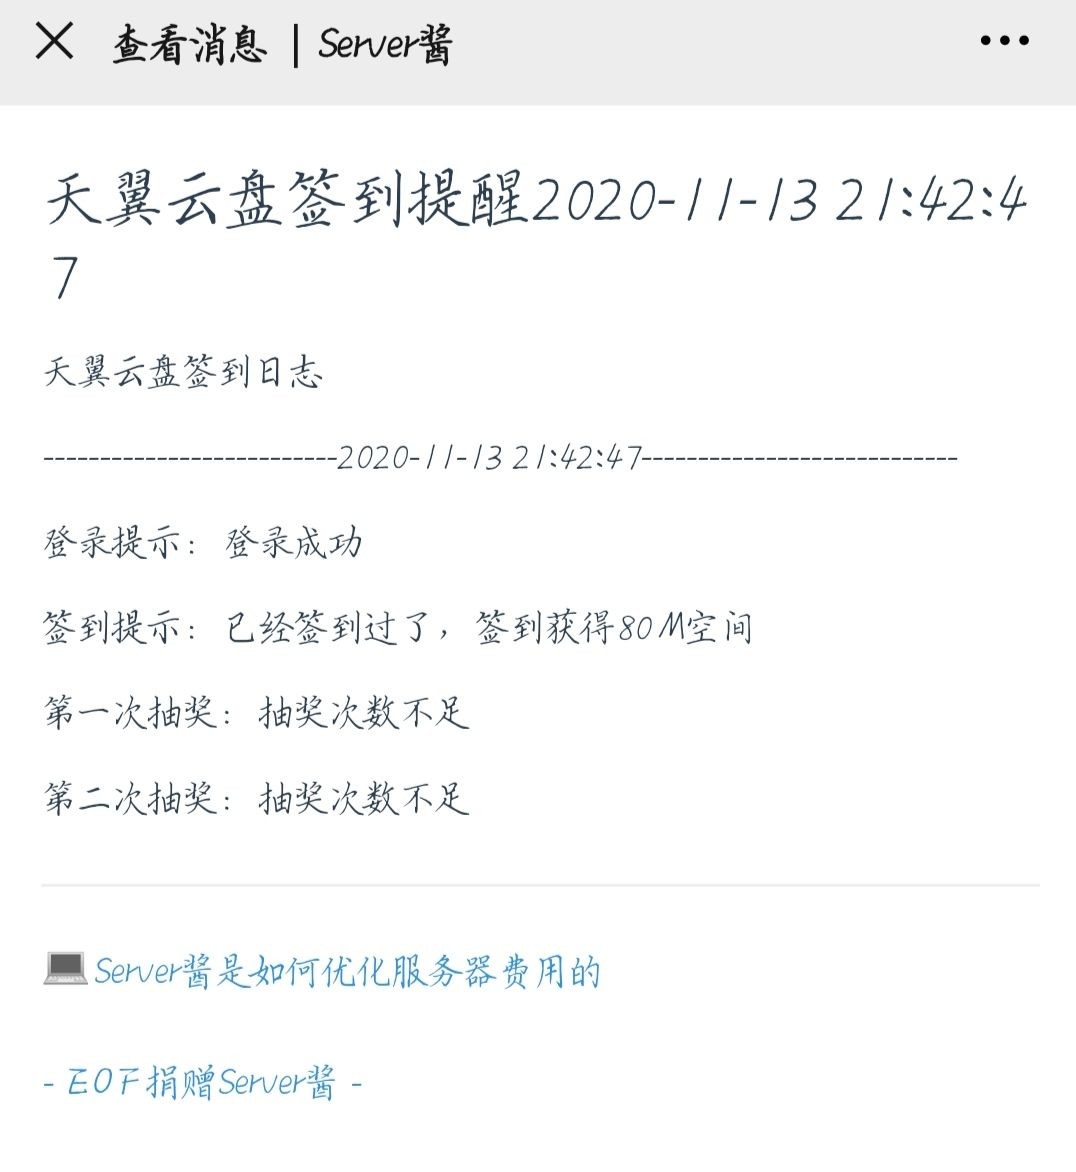 查看消息 | Server酱
天翼云盘签到提醒2020-11-13 21:42:4
7
天翼云盘签到日志
--------------------------2020-11-13 21:42:47----------------------------
登录提示：登录成功
签到提示：已经签到过了，签到获得80M空间
第一次抽奖：抽奖次数不足
第二次抽奖：抽奖次数不足
Server酱是如何优化服务器费用的
- EOF捐赠Server酱 -